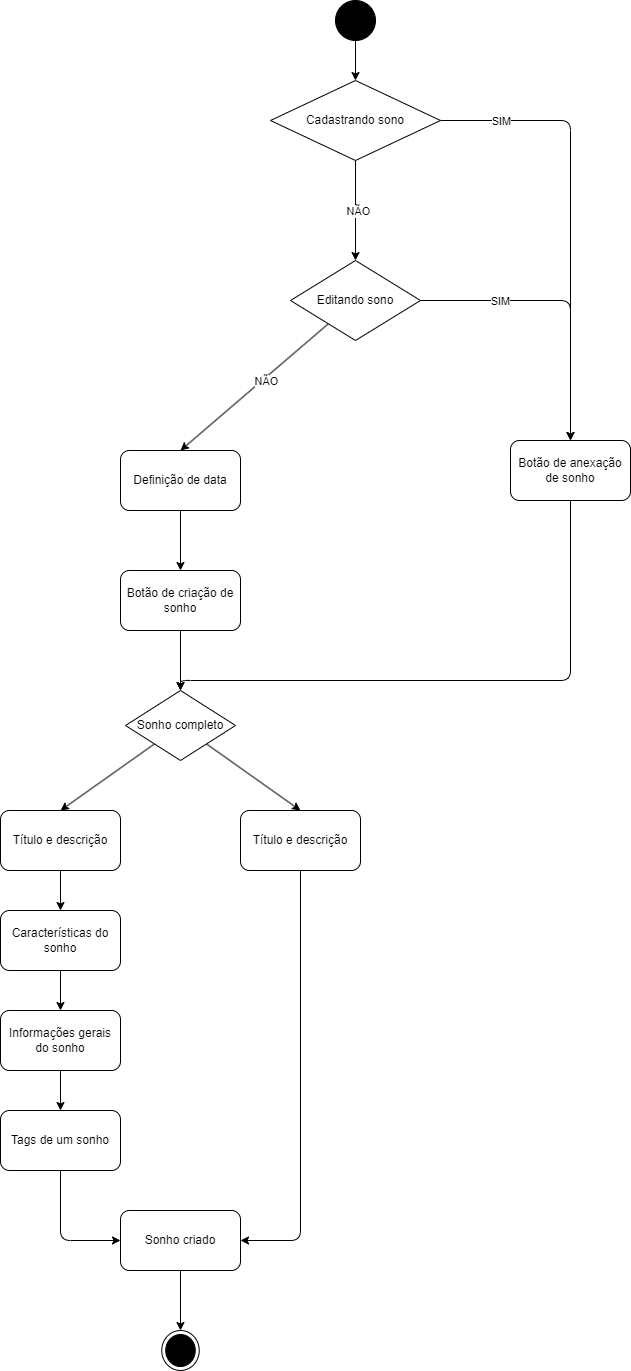 Cadastrando sono
SIM
NÃO
Editando sono
SIM
NÃO
Botão de anexação
de sonho
Definição de data
Botão de criação de
sonho
Sonho completo
Título e descrição
Título e descrição
Características do
sonho
Informações gerais
do sonho
Tags de um sonho
Sonho criado